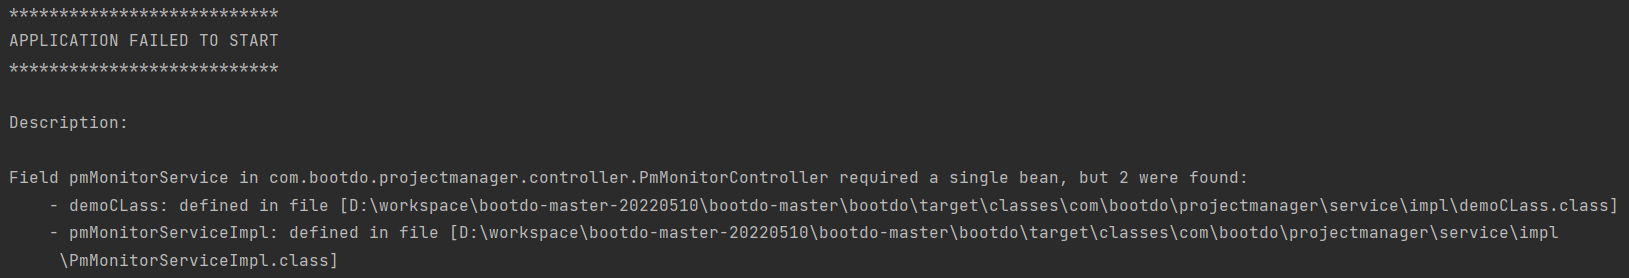 ***************************
APPLICATION FAILED TO START
***************************
Description:
Field pmMonitorService in com.bootdo.projectmanager.controller.PmMonitorController required a single bean, but 2 were found:
- demoCLass: defined in file [D:\workspace\bootdo-master-20220510\bootdo-master\bootdo\target\classes\com\bootdo\projectmanager\service\impl\demoCLass.class]
- pmMonitorServiceImpl: defined in file [D:\workspace\bootdo-master-20220510\bootdo-master\bootdo\target\classes\com\bootdo\projectmanager\service\impl
\PmMonitorServiceImpl.class]